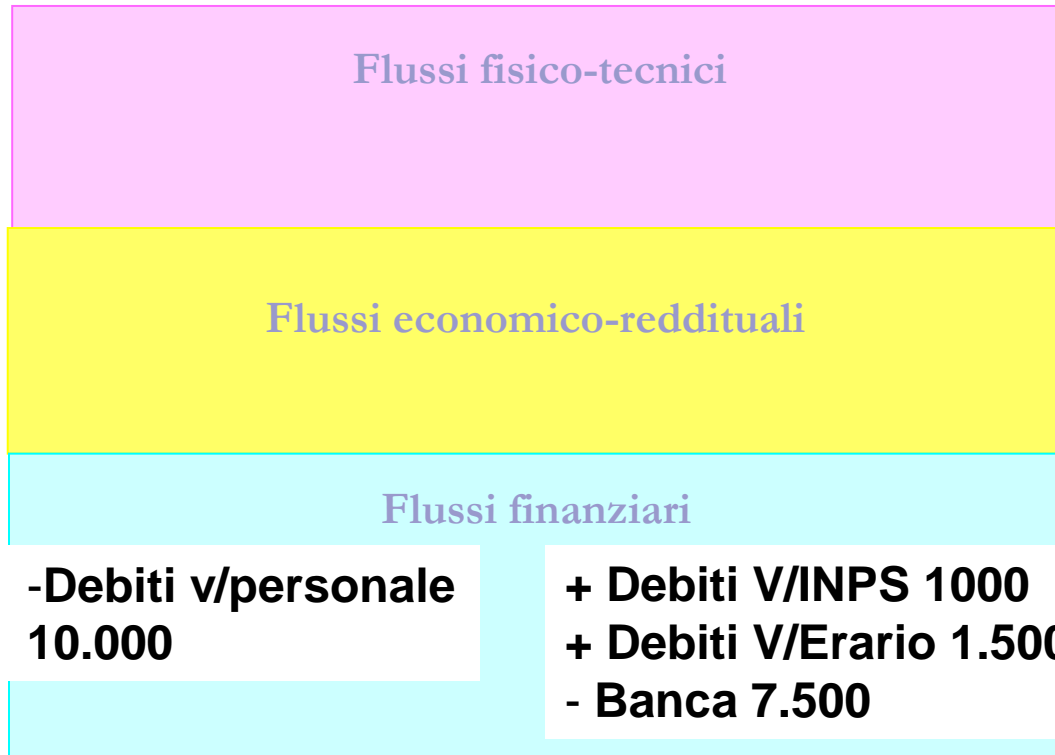 Flussi fisico-tecnici
Flussi economico-reddituali
Flussi finanziari
-Debiti v/personale
10.000
+ Debiti V/INPS 1000
+ Debiti V/Erario 1.500
- Banca 7.500